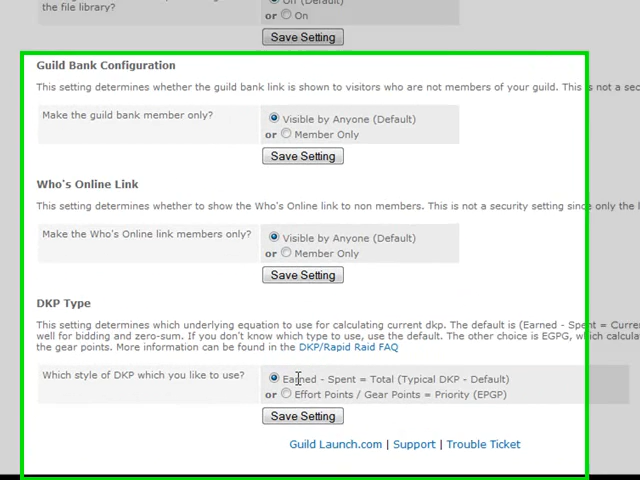 Off (Default)
the file library?
or On
Save Setting
Guild Bank Configuration
This setting determines whether the guild bank link is shown to visitors who are not members of your guild. This is not a se
Make the guild bank member only?
Visible by Anyone (Default)
or Member Only
Save Setting
Who's Online Link
This setting determines whether to show the Who's Online link to non members. This is not a security setting since only the l
Make the Who's Online link members only?
Visible by Anyone (Default)
or Member Only
Save Setting
DKP Type
This setting determines which underlying equation to use for calculating current dkp. The default is (Earned - Spent = Curren
well for bidding and zero-sum. If you don't know which type to use, use the default. The other choice is EGPG, which calcula
the gear points. More information can be found in the DKP/Rapid Raid FAQ
Which style of DKP which you like to use?
Earned - Spent = Total (Typical DKP - Default)
or Effort Points / Gear Points = Priority (EPGP)
Save Setting
Guild Launch.com | Support | Trouble Ticket